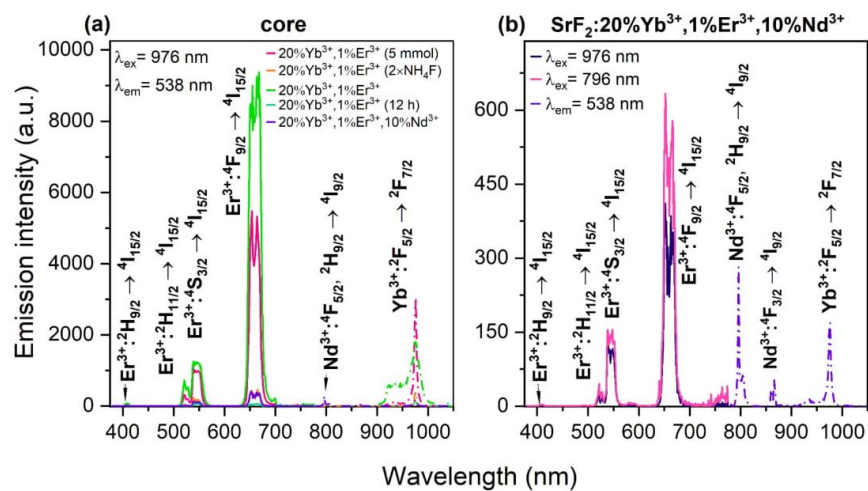 (a) core
λex= 976 nm
λem= 538 nm
20%Yb³⁺,1%Er³⁺ (5 mmol)
20%Yb³⁺,1%Er³⁺ (2×NH₄F)
20%Yb³⁺,1%Er³⁺
20%Yb³⁺,1%Er³⁺ (12 h)
20%Yb³⁺,1%Er³⁺,10%Nd³⁺
Er³⁺:²H₉/₂ → ⁴I₁₅/₂
Er³⁺:²H₁₁/₂ → ⁴I₁₅/₂
Er³⁺:⁴S₃/₂ → ⁴I₁₅/₂
Er³⁺:⁴F₉/₂ → ⁴I₁₅/₂
Nd³⁺:⁴F₅/₂, ²H₉/₂ → ⁴I₉/₂
Yb³⁺:²F₅/₂ → ²F₇/₂
Emission intensity (a.u.)
10000
8000
6000
4000
2000
0
400 500 600 700 800 900 1000
(b) SrF₂:20%Yb³⁺,1%Er³⁺,10%Nd³⁺
λex= 976 nm
λex= 796 nm
λem= 538 nm
Er³⁺:²H₉/₂ → ⁴I₁₅/₂
Er³⁺:²H₁₁/₂ → ⁴I₁₅/₂
Er³⁺:⁴S₃/₂ → ⁴I₁₅/₂
Er³⁺:⁴F₉/₂ → ⁴I₁₅/₂
Nd³⁺:⁴F₅/₂, ²H₉/₂ → ⁴I₉/₂
Nd³⁺:⁴F₃/₂ → ⁴I₉/₂
Yb³⁺:²F₅/₂ → ²F₇/₂
600
450
300
150
0
400 500 600 700 800 900 1000
Wavelength (nm)